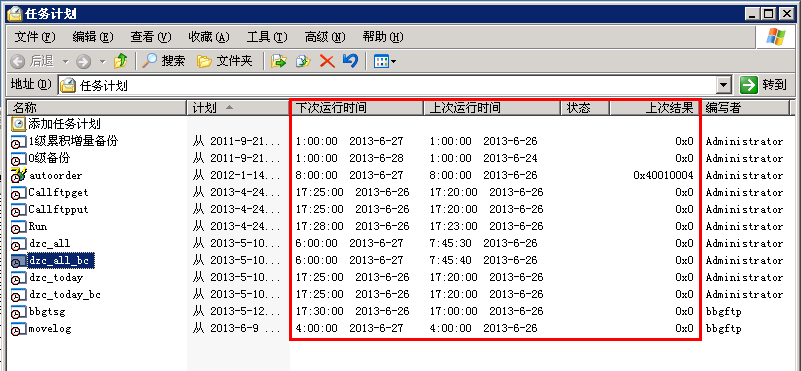 任务计划
文件(F) 编辑(E) 查看(V) 收藏(A) 工具(T) 高级(N) 帮助(H)
后退 搜索 文件夹
地址(D) 任务计划 转到
名称 计划 下次运行时间 上次运行时间 状态 上次结果 编写者
添加任务计划
1级累积增量备份 从 2011-9-21... 1:00:00 2013-6-27 1:00:00 2013-6-26 0x0 Administrator
0级备份 从 2011-9-21... 1:00:00 2013-6-28 1:00:00 2013-6-24 0x0 Administrator
autoorder 从 2012-1-14... 8:00:00 2013-6-27 8:00:00 2013-6-26 0x40010004 Administrator
Callftpget 从 2013-4-24... 17:25:00 2013-6-26 17:20:00 2013-6-26 0x0 Administrator
Callftpput 从 2013-4-24... 17:25:00 2013-6-26 17:20:00 2013-6-26 0x0 Administrator
Run 从 2013-4-24... 17:28:00 2013-6-26 17:23:00 2013-6-26 0x0 Administrator
dzc_all 从 2013-5-10... 6:00:00 2013-6-27 7:45:30 2013-6-26 0x0 Administrator
dzc_all_bc 从 2013-5-10... 6:00:00 2013-6-27 7:45:40 2013-6-26 0x0 Administrator
dzc_today 从 2013-5-10... 17:25:00 2013-6-26 17:20:00 2013-6-26 0x0 Administrator
dzc_today_bc 从 2013-5-10... 17:25:00 2013-6-26 17:20:00 2013-6-26 0x0 Administrator
bbgtsg 从 2013-5-12... 17:30:00 2013-6-26 17:00:00 2013-6-26 0x0 bbgftp
movelog 从 2013-6-9 ... 4:00:00 2013-6-27 4:00:00 2013-6-26 0x0 bbgftp